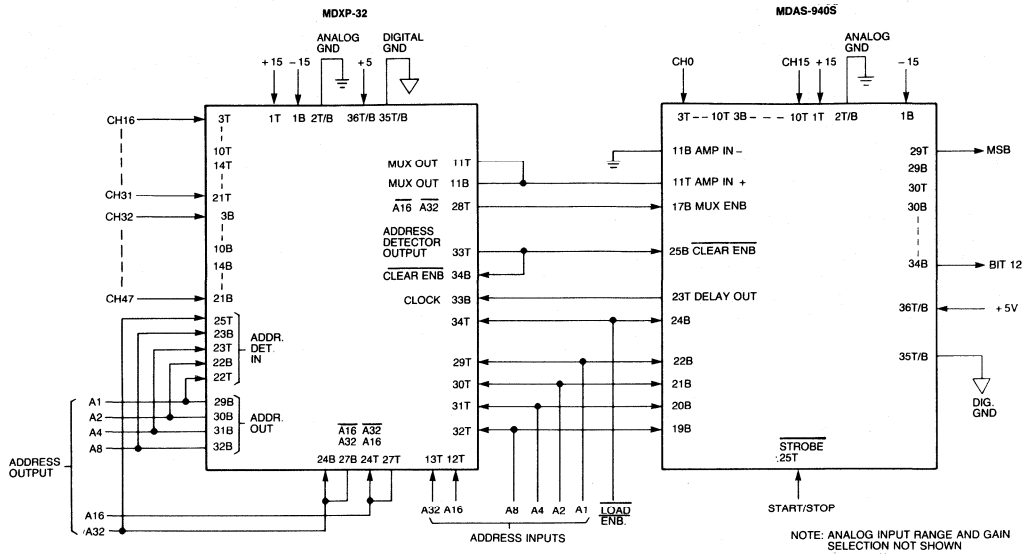 MDXP-32
MDAS-940S
ANALOG
GND
DIGITAL
GND
+15
-15
+5
1T
1B
2T/B
36T/B
35T/B
CH16
3T
10T
14T
CH31
21T
CH32
3B
10B
14B
CH47
21B
25T
23B
23T
22B
22T
ADDR.
DET.
IN
A1
29B
A2
30B
A4
31B
A8
32B
ADDR.
OUT
ADDRESS
OUTPUT
A16
A32
MUX OUT 11T
MUX OUT 11B
A16 A32 28T
ADDRESS
DETECTOR
OUTPUT 33T
CLEAR ENB 34B
CLOCK 33B
34T
29T
30T
31T
32T
A16 A32
A32 A16
24B 27B 24T 27T
13T 12T
A32 A16
A8 A4 A2 A1
LOAD
ENB.
ADDRESS INPUTS
CH0
CH15
+15
ANALOG
GND
-15
3T -- 10T 3B - - - 10T 1T 2T/B 1B
11B AMP IN -
11T AMP IN +
17B MUX ENB
25B CLEAR ENB
23T DELAY OUT
24B
22B
21B
20B
19B
29T
MSB
29B
30T
30B
34B
BIT 12
36T/B
+5V
35T/B
DIG.
GND
STROBE
25T
START/STOP
NOTE: ANALOG INPUT RANGE AND GAIN
SELECTION NOT SHOWN